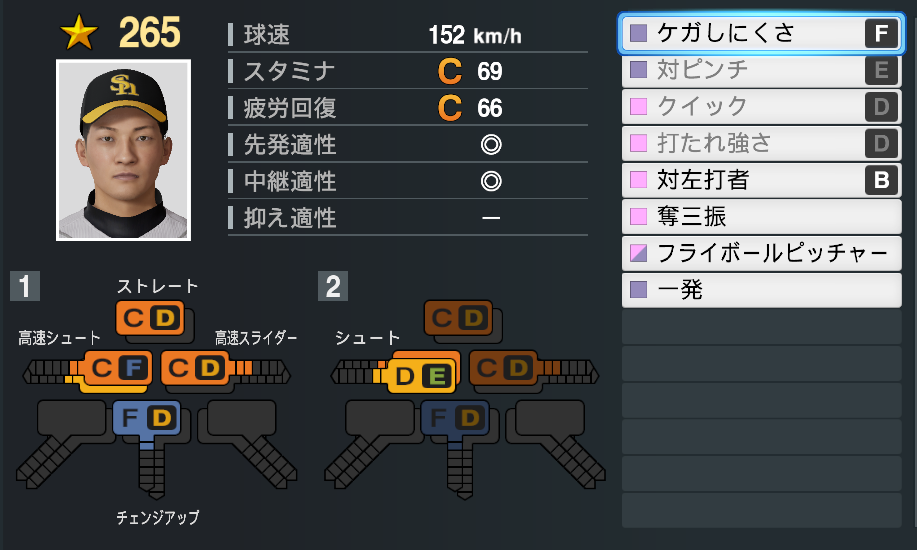 265
球速 152 km/h
スタミナ C 69
疲労回復 C 66
先発適性 ◎
中継適性 ◎
抑え適性 －
SH
1
ストレート
C D
高速シュート
C F
高速スライダー
C D
F D
チェンジアップ
2
C D
シュート
D E
C D
F D
ケガしにくさ F
対ピンチ E
クイック D
打たれ強さ D
対左打者 B
奪三振
フライボールピッチャー
一発